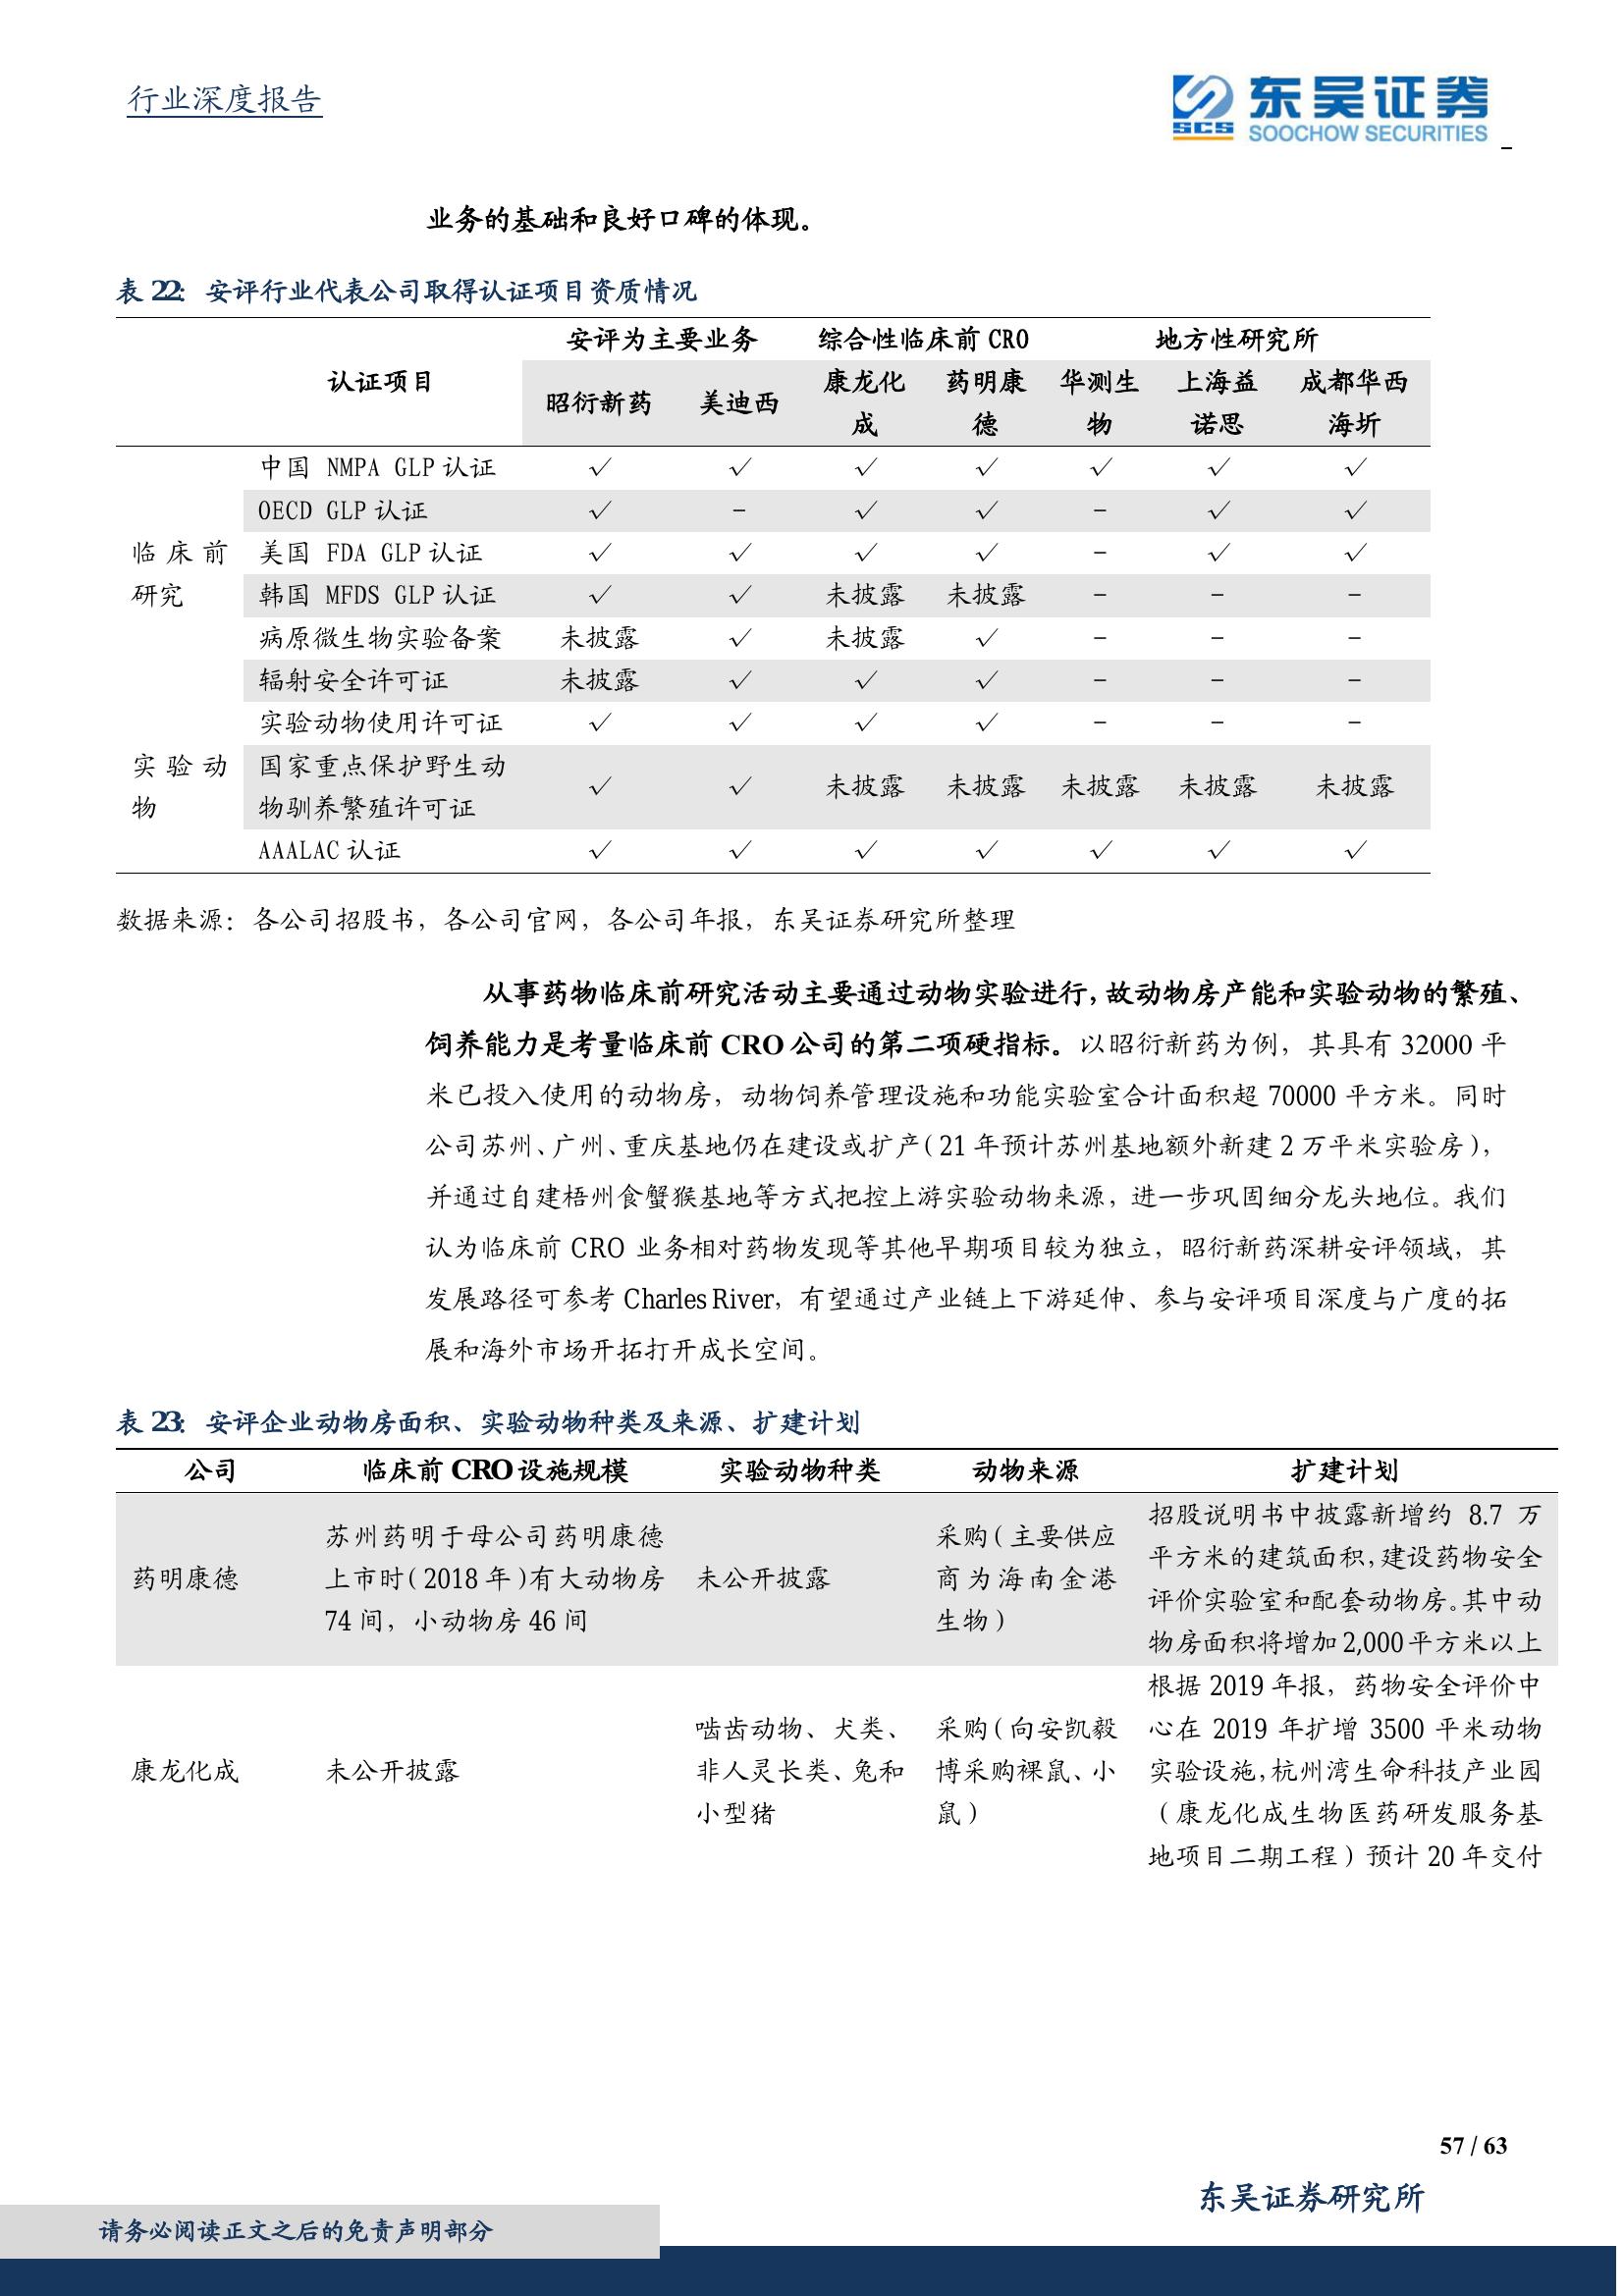 行业深度报告
东吴证券
SCS
SOOCHOW SECURITIES
业务的基础和良好口碑的体现。
表 22: 安评行业代表公司取得认证项目资质情况
认证项目 安评为主要业务 综合性临床前 CRO 地方性研究所
昭衍新药 美迪西 康龙化成 药明康德 华测生物 上海益诺思 成都华西海圻
临床前研究
中国 NMPA GLP 认证 √ √ √ √ √ √ √
OECD GLP 认证 √ - √ √ - √ √
美国 FDA GLP 认证 √ √ √ √ - √ √
韩国 MFDS GLP 认证 √ √ 未披露 未披露 - - -
病原微生物实验备案 未披露 √ 未披露 √ - - -
辐射安全许可证 未披露 √ √ √ - - -
实验动物
实验动物使用许可证 √ √ √ √ - - -
国家重点保护野生动物驯养繁殖许可证 √ √ 未披露 未披露 未披露 未披露 未披露
AAALAC 认证 √ √ √ √ √ √ √
数据来源：各公司招股书，各公司官网，各公司年报，东吴证券研究所整理
从事药物临床前研究活动主要通过动物实验进行，故动物房产能和实验动物的繁殖、
饲养能力是考量临床前 CRO 公司的第二项硬指标。以昭衍新药为例，其具有 32000 平
米已投入使用的动物房，动物饲养管理设施和功能实验室合计面积超 70000 平方米。同时
公司苏州、广州、重庆基地仍在建设或扩产（21 年预计苏州基地额外新建 2 万平米实验房），
并通过自建梧州食蟹猴基地等方式把控上游实验动物来源，进一步巩固细分龙头地位。我们
认为临床前 CRO 业务相对药物发现等其他早期项目较为独立，昭衍新药深耕安评领域，其
发展路径可参考 Charles River，有望通过产业链上下游延伸、参与安评项目深度与广度的拓
展和海外市场开拓打开成长空间。
表 23: 安评企业动物房面积、实验动物种类及来源、扩建计划
公司 临床前 CRO 设施规模 实验动物种类 动物来源 扩建计划
药明康德
苏州药明于母公司药明康德
上市时（2018 年）有大动物房
74 间，小动物房 46 间
未公开披露
采购（主要供应
商为海南金港
生物）
招股说明书中披露新增约 8.7 万
平方米的建筑面积，建设药物安全
评价实验室和配套动物房。其中动
物房面积将增加 2,000 平方米以上
康龙化成
未公开披露
啮齿动物、犬类、
非人灵长类、兔和
小型猪
采购（向安凯毅
博采购裸鼠、小
鼠）
根据 2019 年报，药物安全评价中
心在 2019 年扩增 3500 平米动物
实验设施，杭州湾生命科技产业园
（康龙化成生物医药研发服务基
地项目二期工程）预计 20 年交付
57 / 63
东吴证券研究所
请务必阅读正文之后的免责声明部分